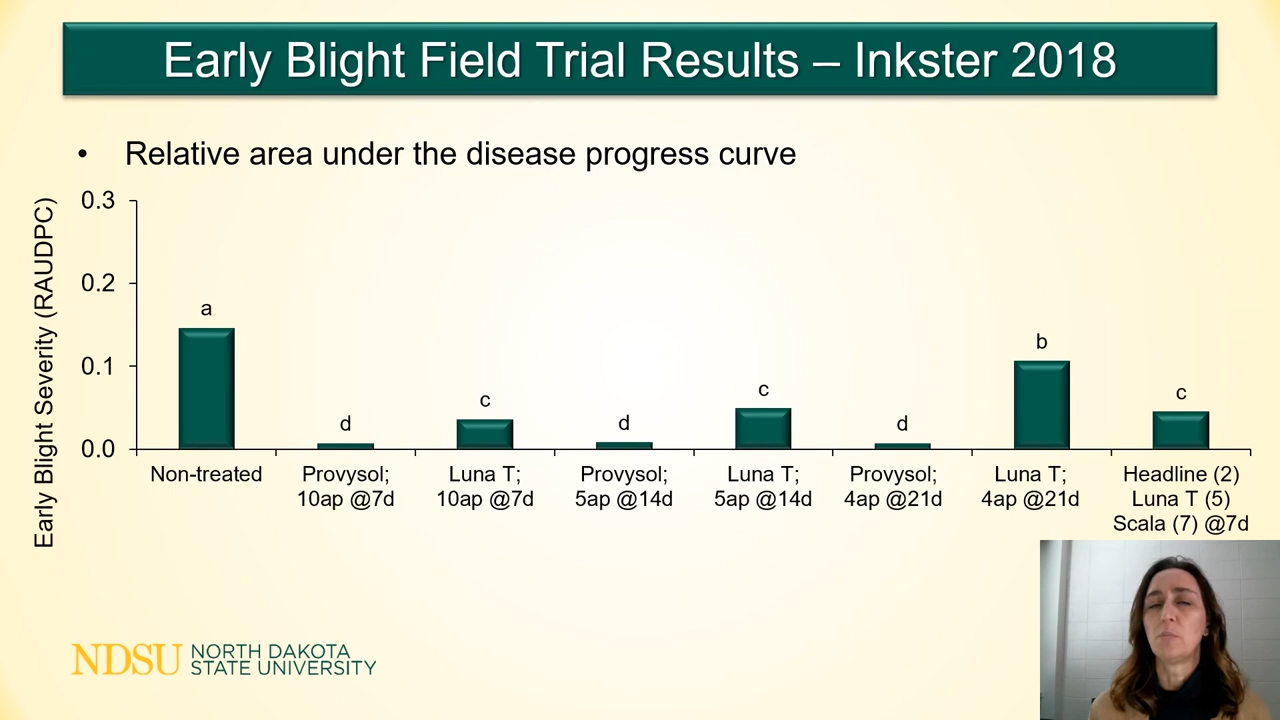 Early Blight Field Trial Results – Inkster 2018
• Relative area under the disease progress curve
Early Blight Severity (RAUDPC)
0.3
0.2
0.1
0.0
a
d
c
d
c
d
b
c
Non-treated
Provysol;
10ap @7d
Luna T;
10ap @7d
Provysol;
5ap @14d
Luna T;
5ap @14d
Provysol;
4ap @21d
Luna T;
4ap @21d
Headline (2)
Luna T (5)
Scala (7) @7d
NDSU
NORTH DAKOTA
STATE UNIVERSITY